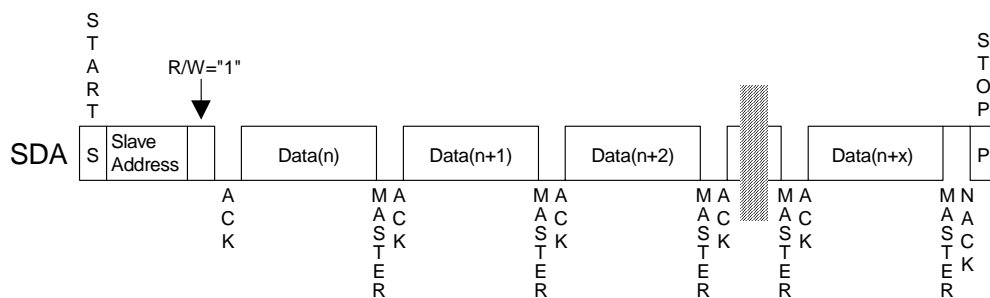 START
STOP
R/W="1"
SDA
S
Slave
Address
Data(n)
Data(n+1)
Data(n+2)
Data(n+x)
P
ACK
MASTER
ACK
MASTER
ACK
MASTER
ACK
MASTER
ACK
MASTER
NACK